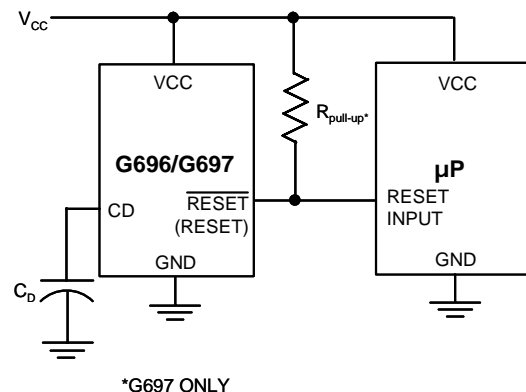 VCC
VCC
VCC
Rpull-up*
G696/G697
µP
RESET
RESET
(RESET)
INPUT
CD
GND
GND
CD
*G697 ONLY